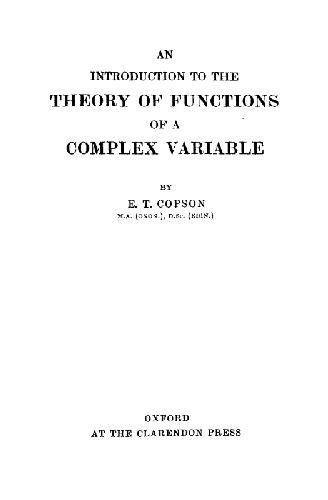 AN
INTRODUCTION TO THE
THEORY OF FUNCTIONS
OF A
COMPLEX VARIABLE
BY
E. T. COPSON
M.A. (OXON.), D.SC. (EDIN.)
OXFORD
AT THE CLARENDON PRESS